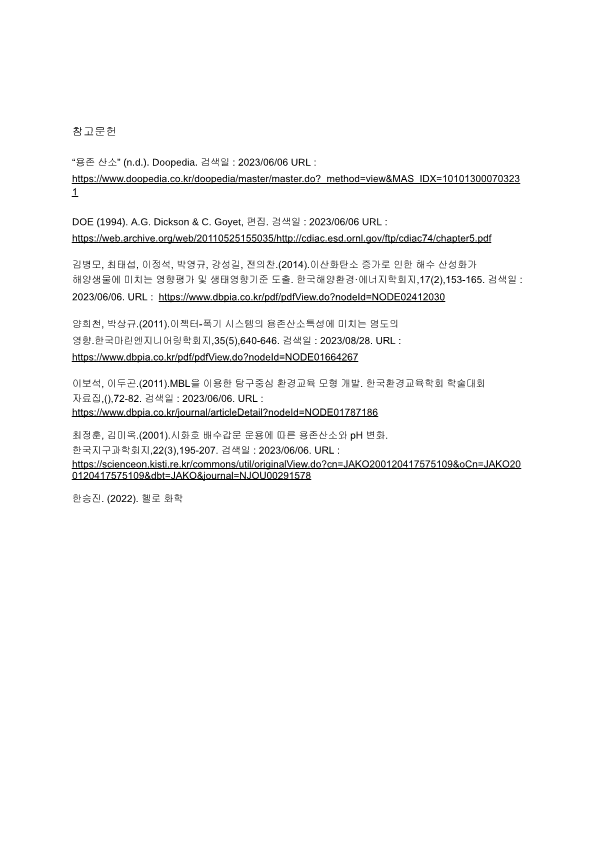 참고문헌
“용존 산소” (n.d.). Doopedia. 검색일 : 2023/06/06 URL :
https://www.doopedia.co.kr/doopedia/master/master.do?_method=view&MAS_IDX=10101300070323
1
DOE (1994). A.G. Dickson & C. Goyet, 편집. 검색일 : 2023/06/06 URL :
https://web.archive.org/web/20110525155035/http://cdiac.esd.ornl.gov/ftp/cdiac74/chapter5.pdf
김병모, 최태섭, 이정석, 박영규, 강성길, 전의찬.(2014).이산화탄소 증가로 인한 해수 산성화가
해양생물에 미치는 영향평가 및 생태영향기준 도출. 한국해양환경·에너지학회지,17(2),153-165. 검색일 :
2023/06/06. URL : https://www.dbpia.co.kr/pdf/pdfView.do?nodeId=NODE02412030
양희천, 박상규.(2011).이젝터-폭기 시스템의 용존산소특성에 미치는 염도의
영향.한국마린엔지니어링학회지,35(5),640-646. 검색일 : 2023/08/28. URL :
https://www.dbpia.co.kr/pdf/pdfView.do?nodeId=NODE01664267
이보석, 이두곤.(2011).MBL을 이용한 탐구중심 환경교육 모형 개발. 한국환경교육학회 학술대회
자료집,(),72-82. 검색일 : 2023/06/06. URL :
https://www.dbpia.co.kr/journal/articleDetail?nodeId=NODE01787186
최정훈, 김미옥.(2001).시화호 배수갑문 운용에 따른 용존산소와 pH 변화.
한국지구과학회지,22(3),195-207. 검색일 : 2023/06/06. URL :
https://scienceon.kisti.re.kr/commons/util/originalView.do?cn=JAKO200120417575109&oCn=JAKO20
0120417575109&dbt=JAKO&journal=NJOU00291578
한승진. (2022). 헬로 화학